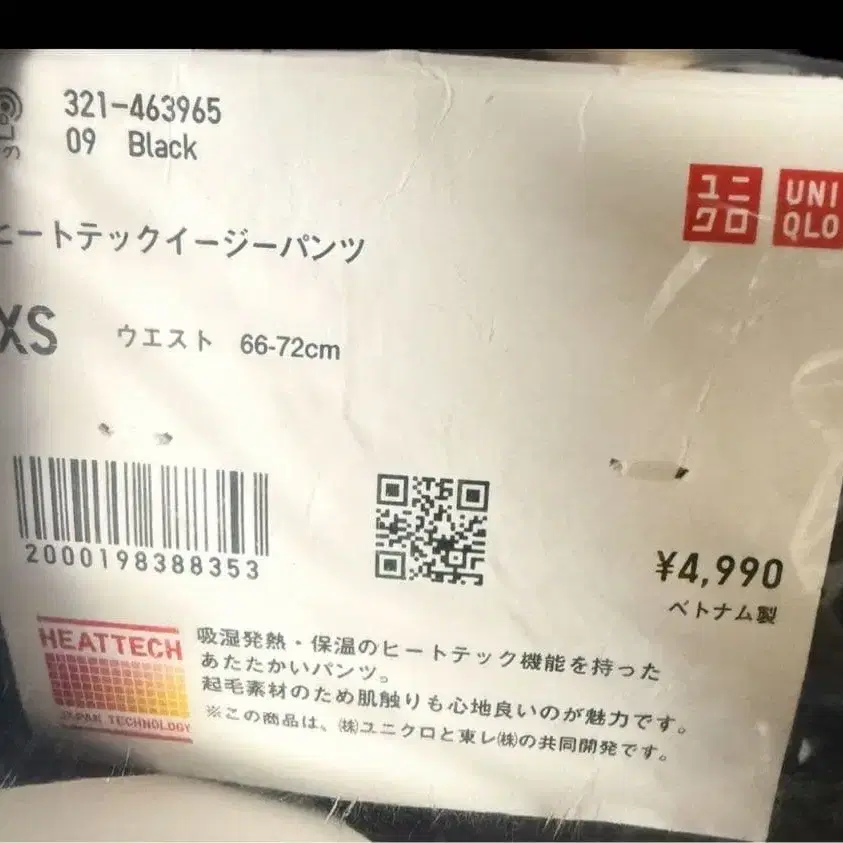 321-463965
09 Black
ユニクロ
UNIQLO
ヒートテックイージーパンツ
XS ウエスト 66-72cm
2000198388353
¥4,990
ベトナム製
HEATTECH
JAPAN TECHNOLOGY
吸湿発熱・保温のヒートテック機能を持った
あたたかいパンツ。
起毛素材のため肌触りも心地良いのが魅力です。
※この商品は、㈱ユニクロと東レ㈱の共同開発です。